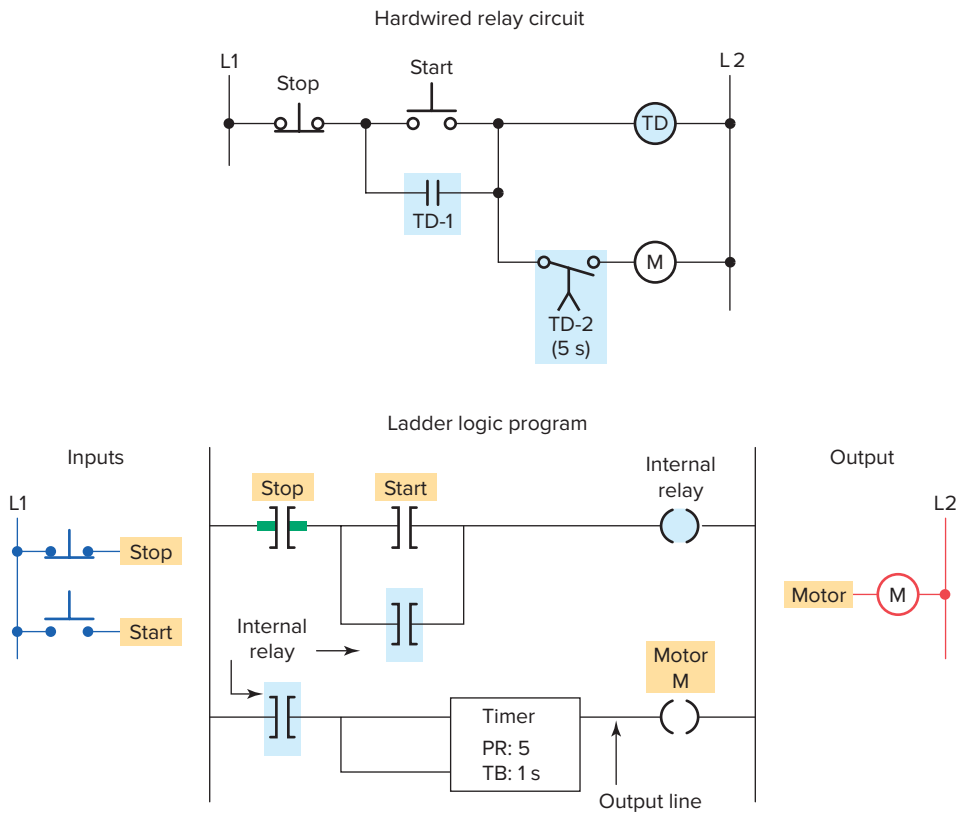 Hardwired relay circuit
L1
L2
Stop
Start
TD
TD-1
M
TD-2
(5 s)
Ladder logic program
Inputs
Output
L1
Stop
Start
Internal
relay
L2
Stop
Start
Internal
relay
Motor
M
Motor
M
Timer
PR: 5
TB: 1 s
Output line